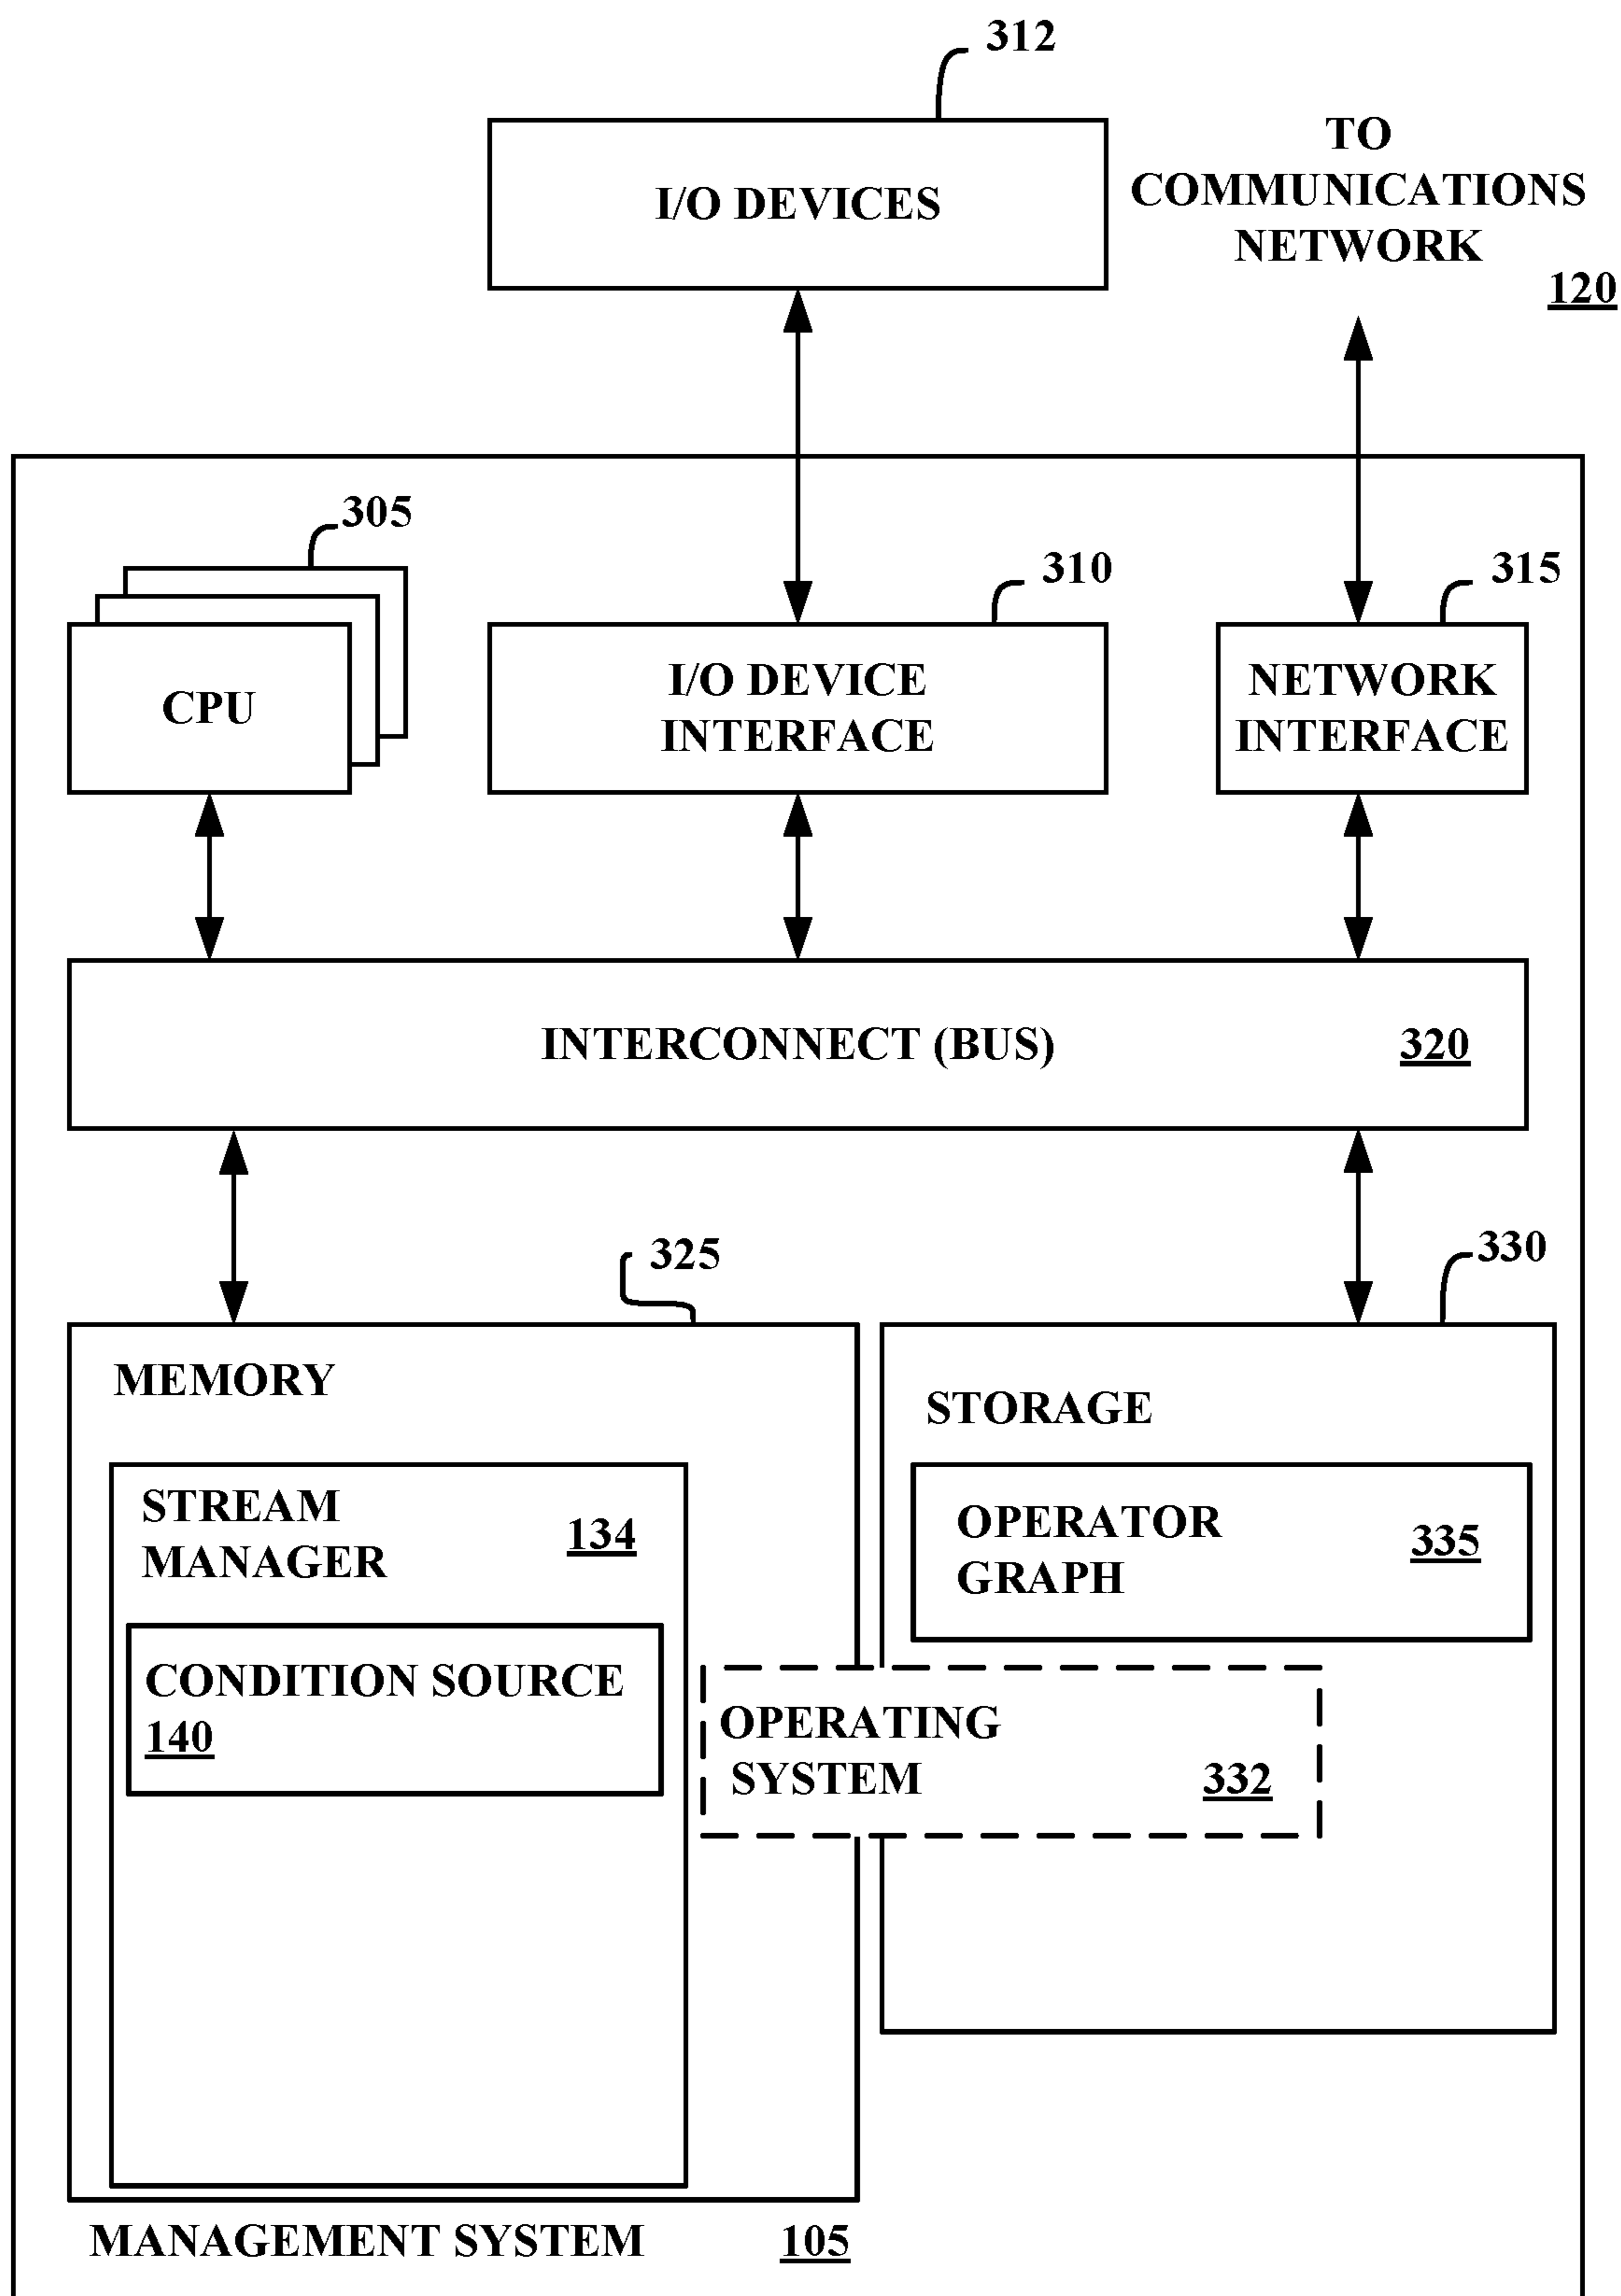 312
I/O DEVICES
TO
COMMUNICATIONS
NETWORK
120
305
310
315
CPU
I/O DEVICE
INTERFACE
NETWORK
INTERFACE
INTERCONNECT (BUS)
320
325
330
MEMORY
STORAGE
STREAM
MANAGER
134
OPERATOR
GRAPH
335
CONDITION SOURCE
140
OPERATING
SYSTEM
332
MANAGEMENT SYSTEM
105